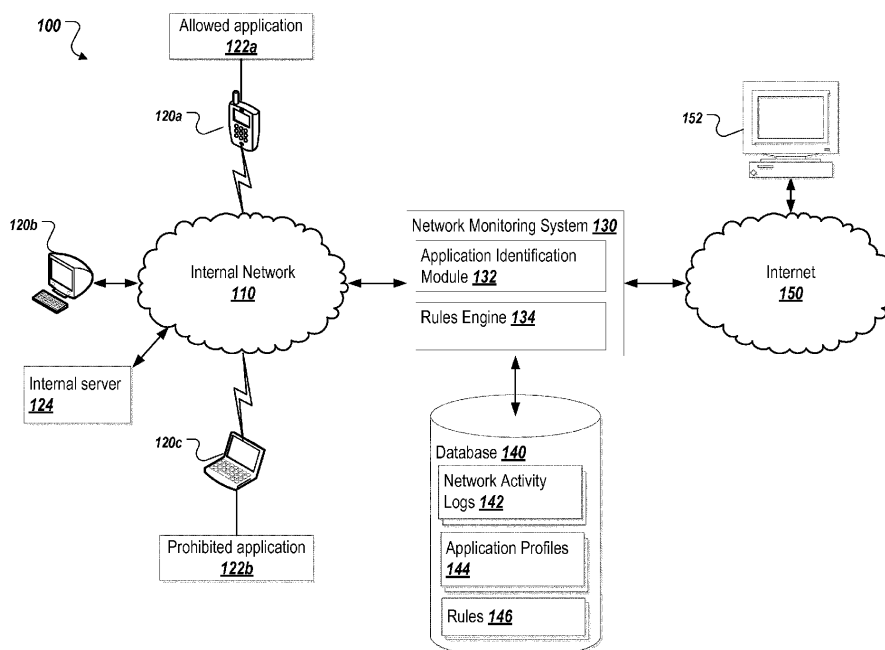 100
Allowed application
122a
120a
152
120b
Network Monitoring System 130
Application Identification
Module 132
Internal Network
110
Internet
150
Rules Engine 134
Internal server
124
120c
Database 140
Network Activity
Logs 142
Prohibited application
122b
Application Profiles
144
Rules 146